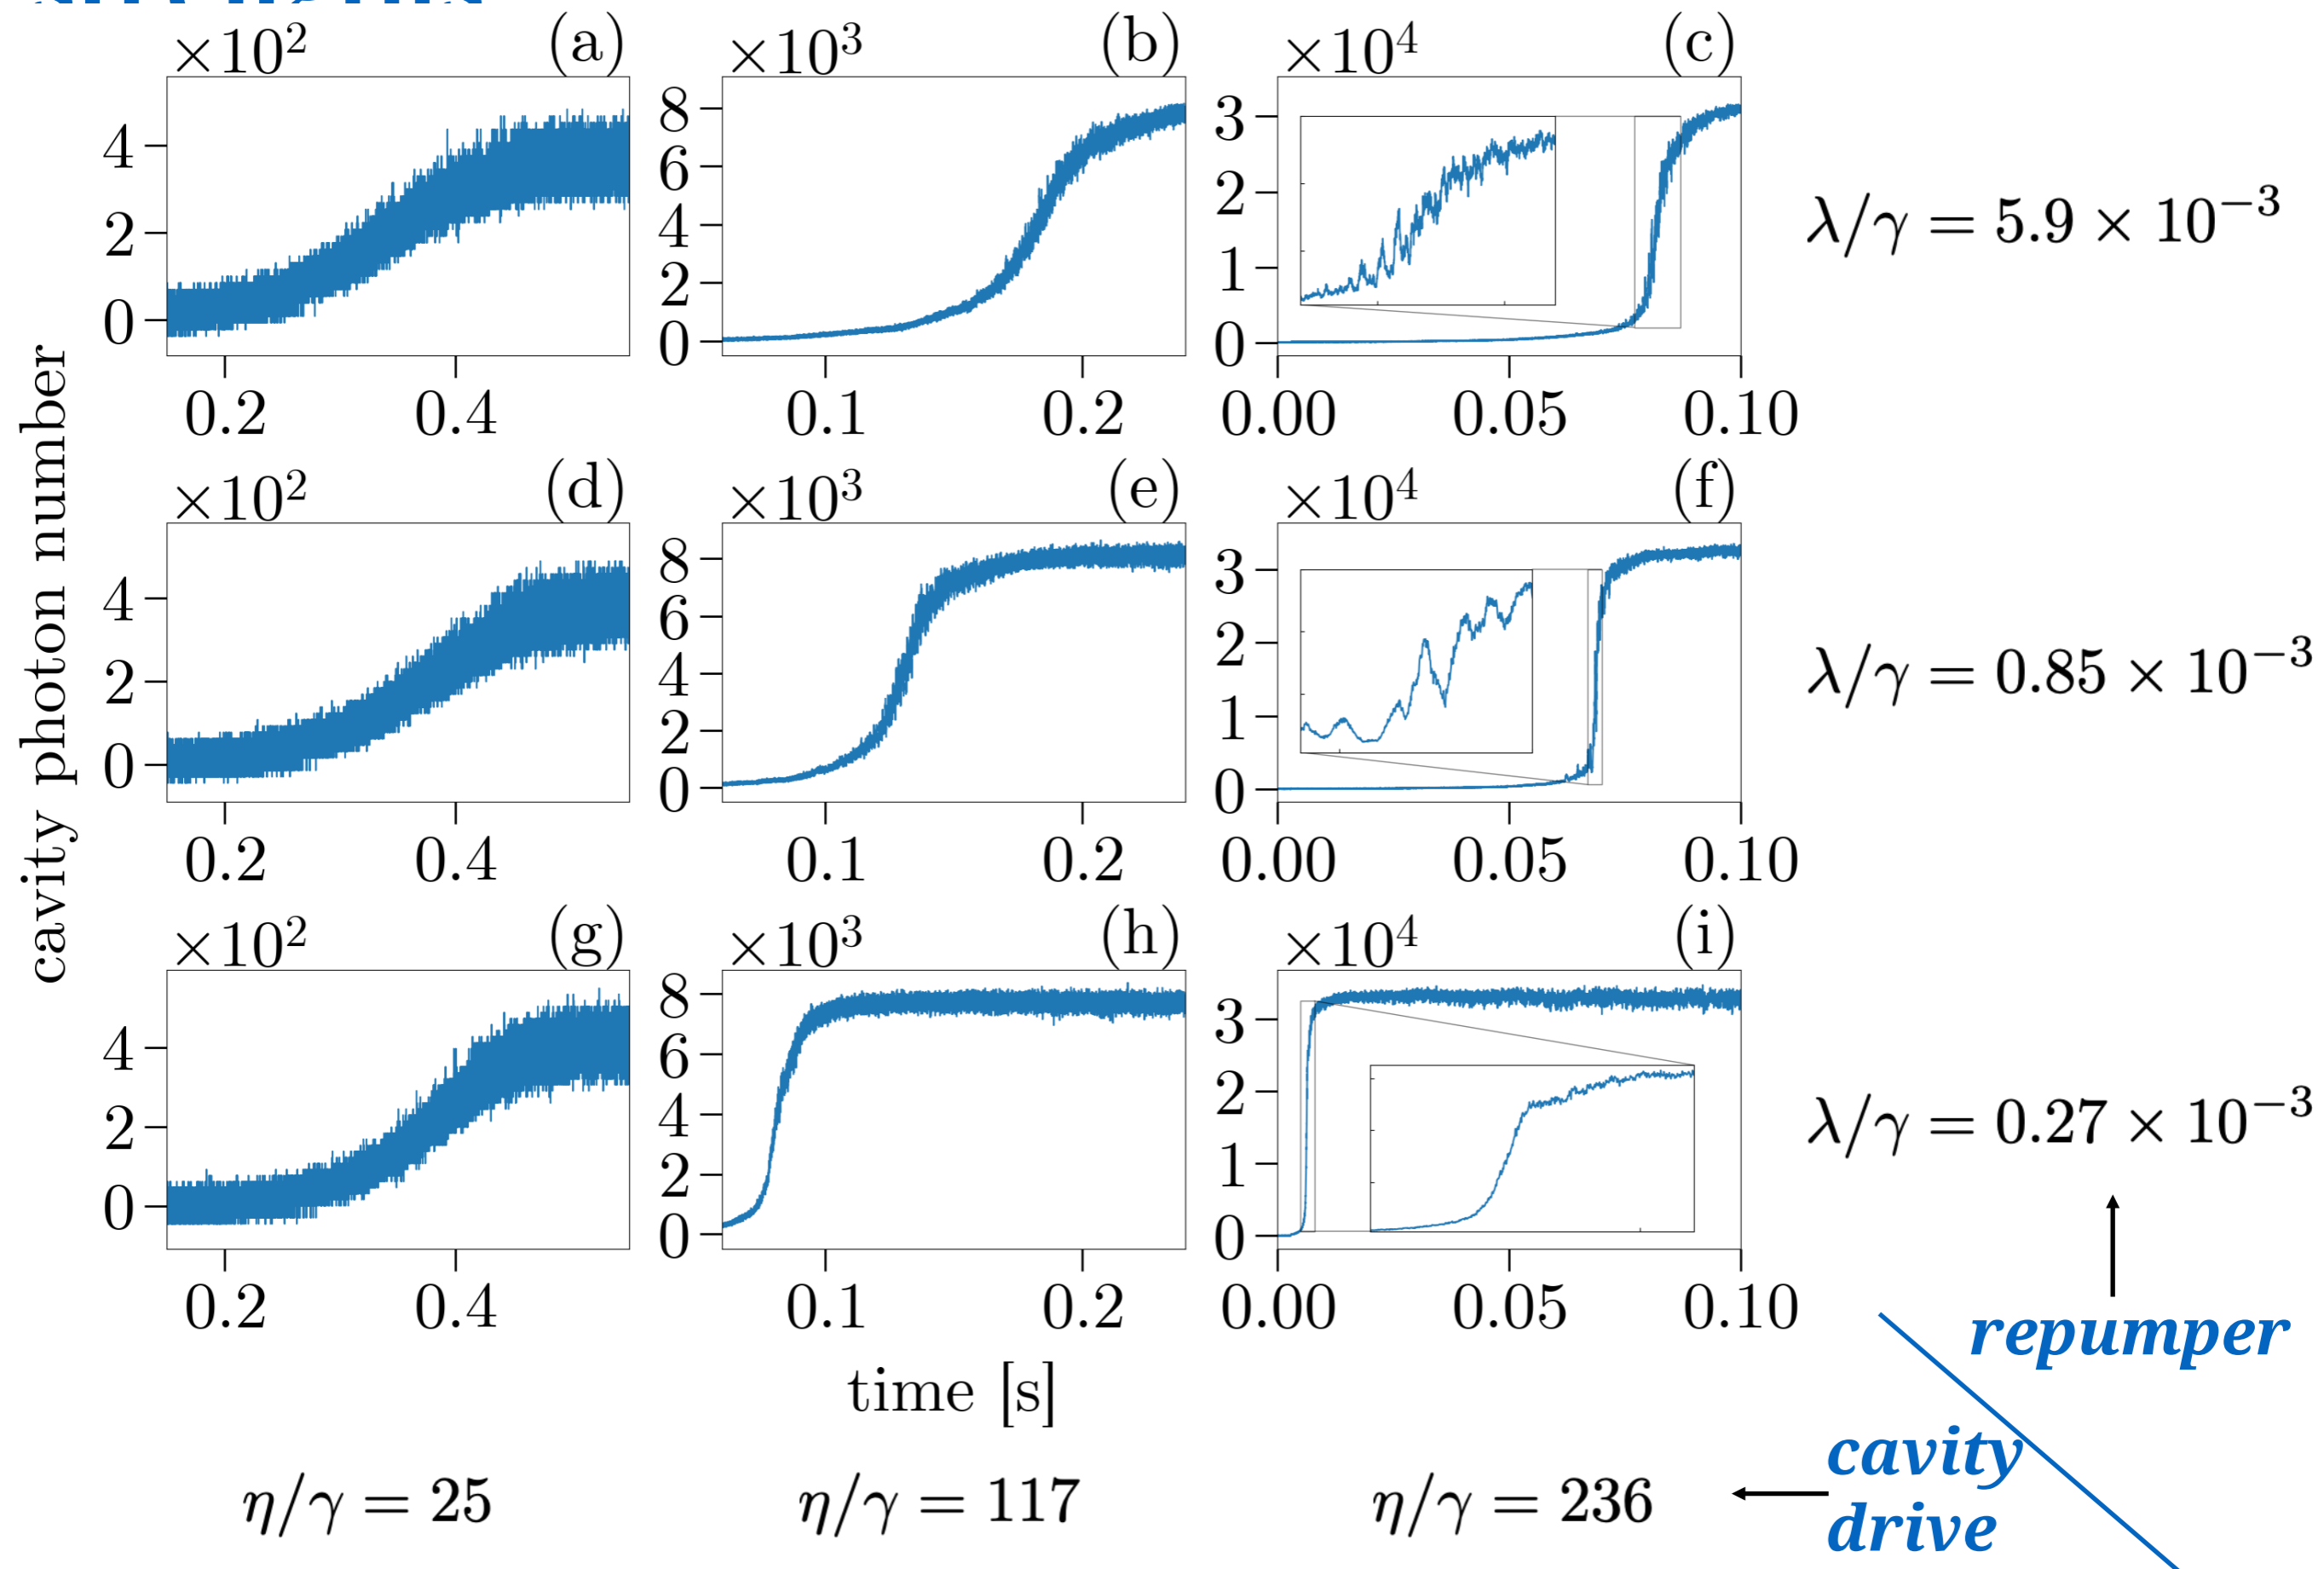 ×10² (a) ×10³ (b) ×10⁴ (c)
4
2
0
0.2 0.4
8
6
4
2
0
0.1 0.2
3
2
1
0
0.00 0.05 0.10
λ/γ = 5.9 × 10⁻³
cavity photon number
×10² (d) ×10³ (e) ×10⁴ (f)
4
2
0
0.2 0.4
8
6
4
2
0
0.1 0.2
3
2
1
0
0.00 0.05 0.10
λ/γ = 0.85 × 10⁻³
×10² (g) ×10³ (h) ×10⁴ (i)
4
2
0
0.2 0.4
8
6
4
2
0
0.1 0.2
3
2
1
0
0.00 0.05 0.10
λ/γ = 0.27 × 10⁻³
repumper
time [s]
cavity
drive
η/γ = 25 η/γ = 117 η/γ = 236